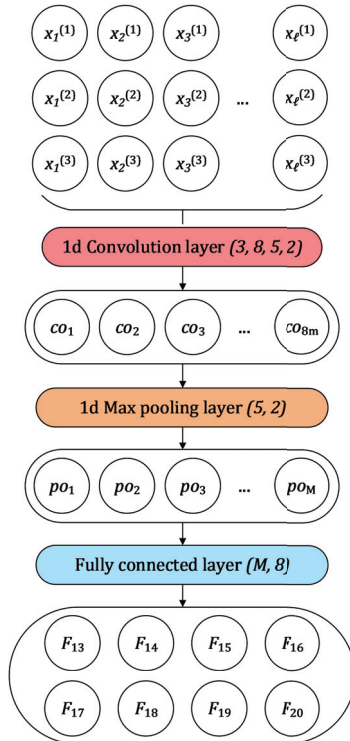 x₁⁽¹⁾ x₂⁽¹⁾ x₃⁽¹⁾ xℓ⁽¹⁾
x₁⁽²⁾ x₂⁽²⁾ x₃⁽²⁾ ... xℓ⁽²⁾
x₁⁽³⁾ x₂⁽³⁾ x₃⁽³⁾ xℓ⁽³⁾
1d Convolution layer (3, 8, 5, 2)
co₁ co₂ co₃ ... co₈ₘ
1d Max pooling layer (5, 2)
po₁ po₂ po₃ ... po_M
Fully connected layer (M, 8)
F₁₃ F₁₄ F₁₅ F₁₆
F₁₇ F₁₈ F₁₉ F₂₀